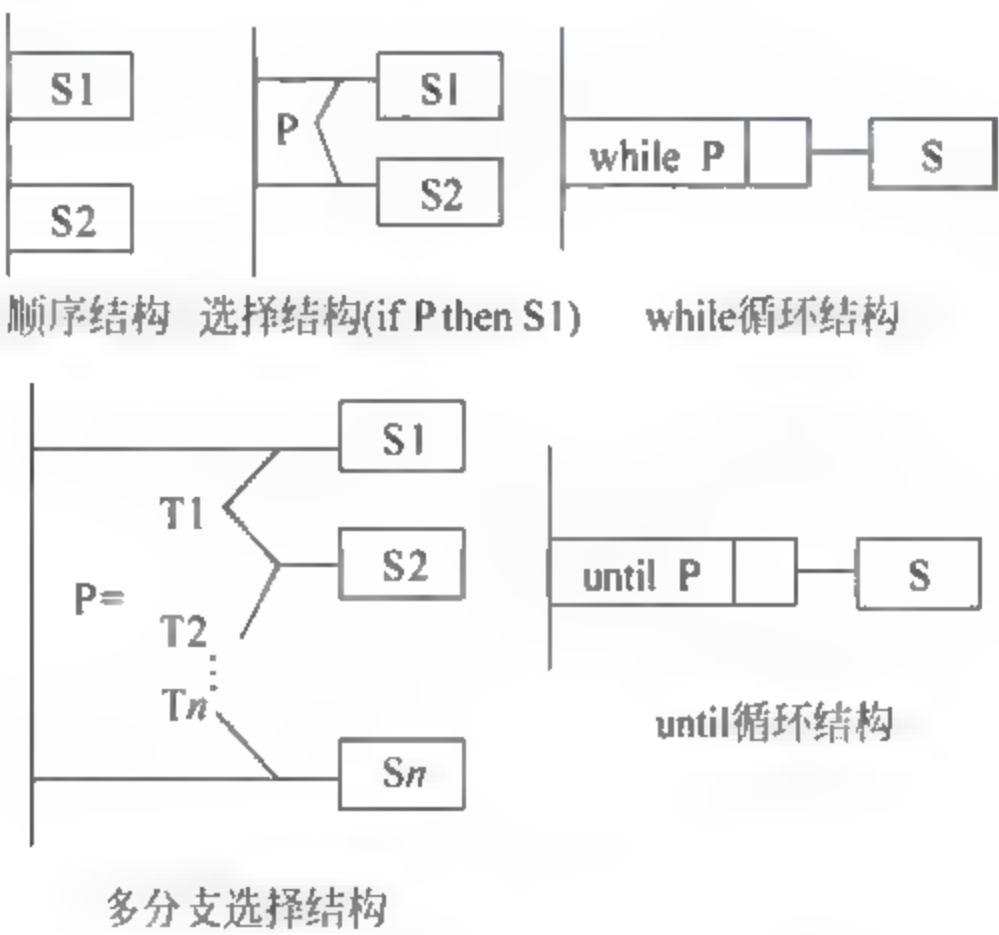 S1
S2
顺序结构
P
S1
S2
选择结构(if P then S1)
while P
S
while循环结构
P=
T1
T2
⋮
Tn
S1
S2
Sn
多分支选择结构
until P
S
until循环结构